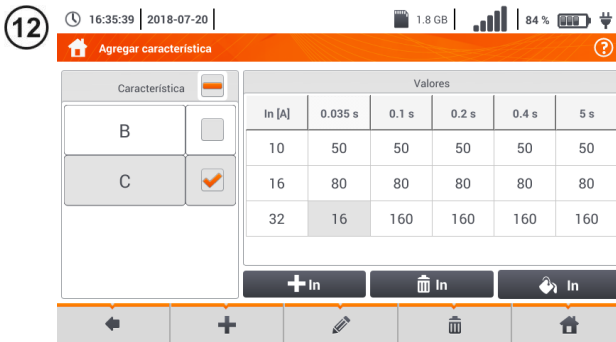 12
16:35:39 2018-07-20 1.8 GB 84 %
Agregar característica ?
Característica
B
C
Valores
In [A] 0.035 s 0.1 s 0.2 s 0.4 s 5 s
10 50 50 50 50 50
16 80 80 80 80 80
32 16 160 160 160 160
In In In